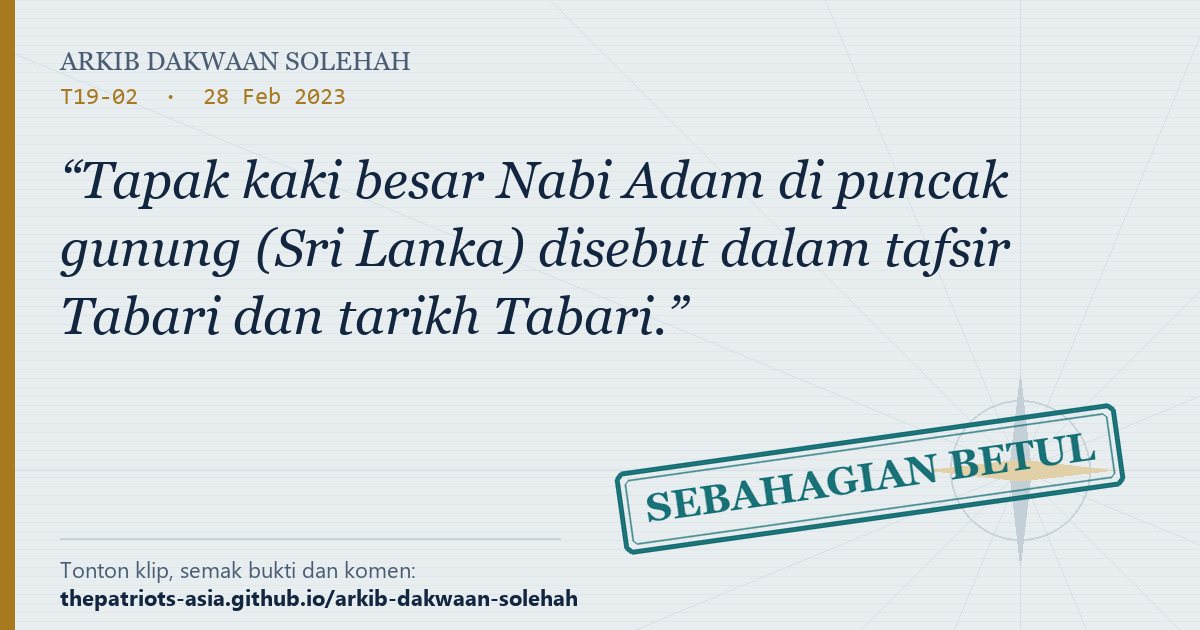 ARKIB DAKWAAN SOLEHAH
T19-02 · 28 Feb 2023
“Tapak kaki besar Nabi Adam di puncak
gunung (Sri Lanka) disebut dalam tafsir
Tabari dan tarikh Tabari.”
SEBAHAGIAN BETUL
Tonton klip, semak bukti dan komen:
thepatriots-asia.github.io/arkib-dakwaan-solehah